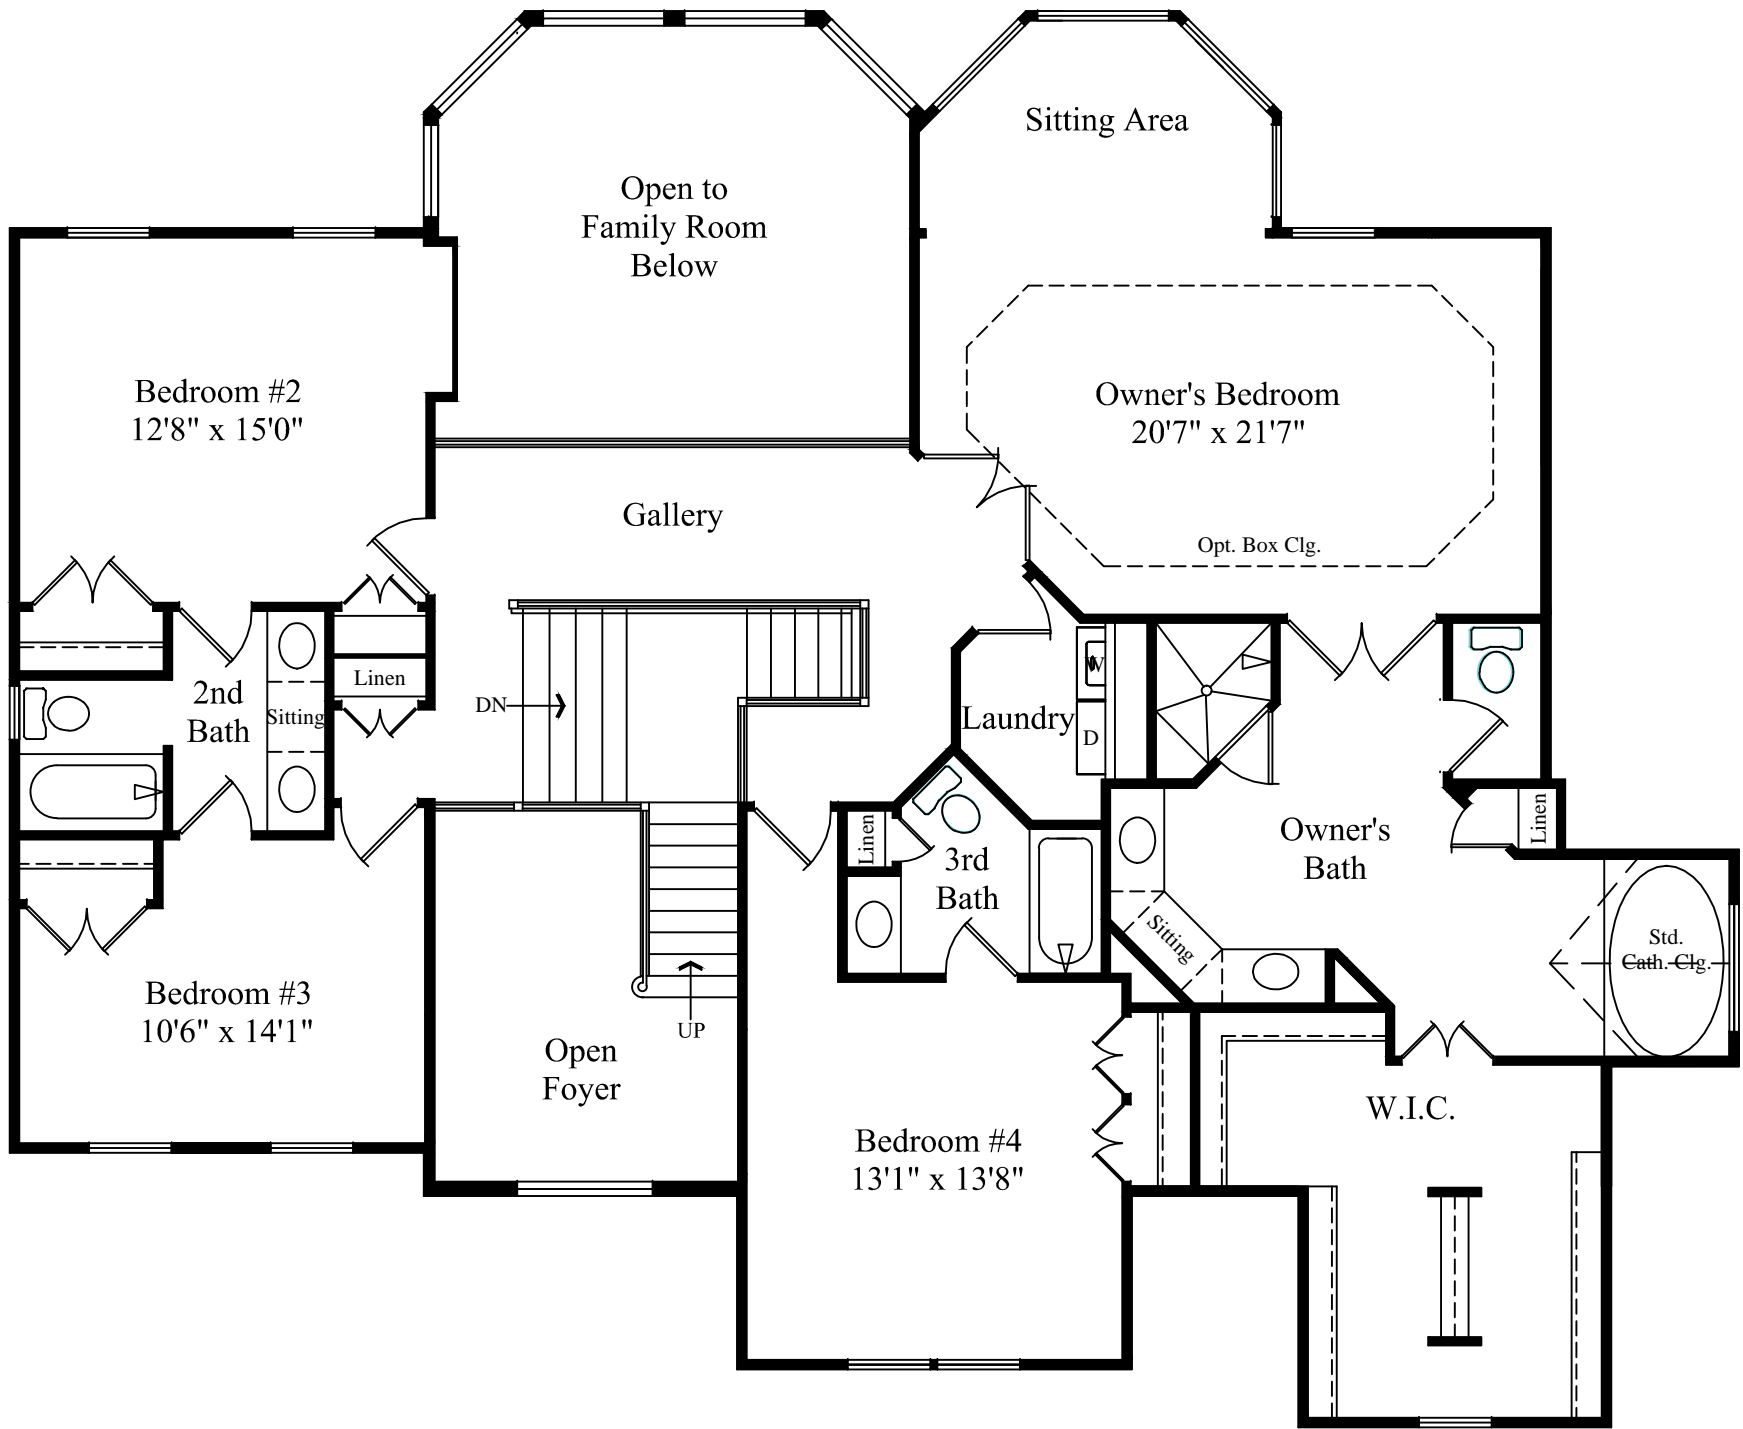 Sitting Area
Open to
Family Room
Below
Bedroom #2
12'8" x 15'0"
Owner's Bedroom
20'7" x 21'7"
Gallery
Opt. Box Clg.
W
Linen
2nd
Bath
Sitting
DN
Laundry
D
Linen
3rd
Bath
Owner's
Bath
Linen
Sitting
Std.
Cath. Clg.
Bedroom #3
10'6" x 14'1"
UP
Open
Foyer
W.I.C.
Bedroom #4
13'1" x 13'8"